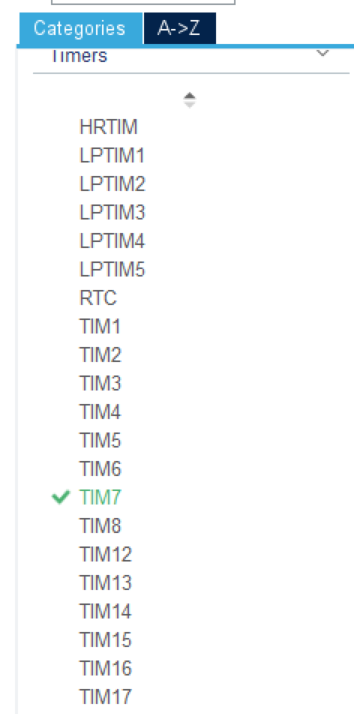 Categories A->Z
Timers
HRTIM
LPTIM1
LPTIM2
LPTIM3
LPTIM4
LPTIM5
RTC
TIM1
TIM2
TIM3
TIM4
TIM5
TIM6
TIM7
TIM8
TIM12
TIM13
TIM14
TIM15
TIM16
TIM17